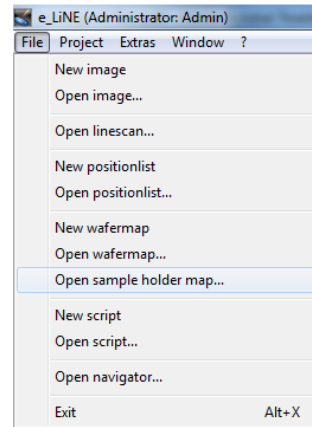 e_LiNE (Administrator: Admin)
File Project Extras Window ?
New image
Open image...
Open linescan...
New positionlist
Open positionlist...
New wafermap
Open wafermap...
Open sample holder map...
New script
Open script...
Open navigator...
Exit Alt+X